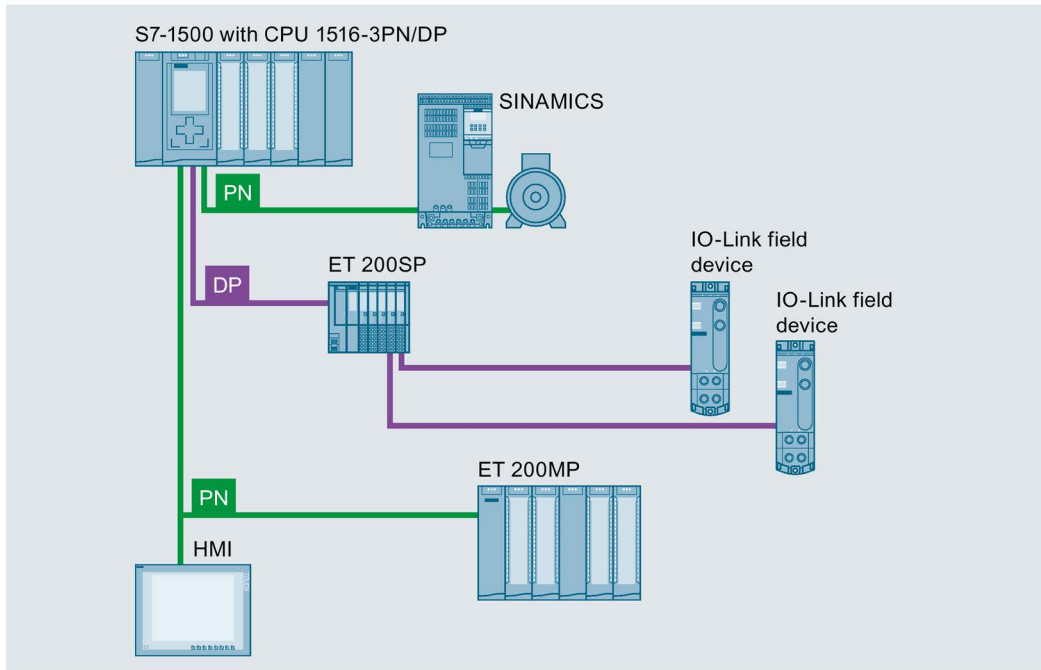 S7-1500 with CPU 1516-3PN/DP
SINAMICS
PN
IO-Link field
device
ET 200SP
DP
IO-Link field
device
ET 200MP
PN
HMI